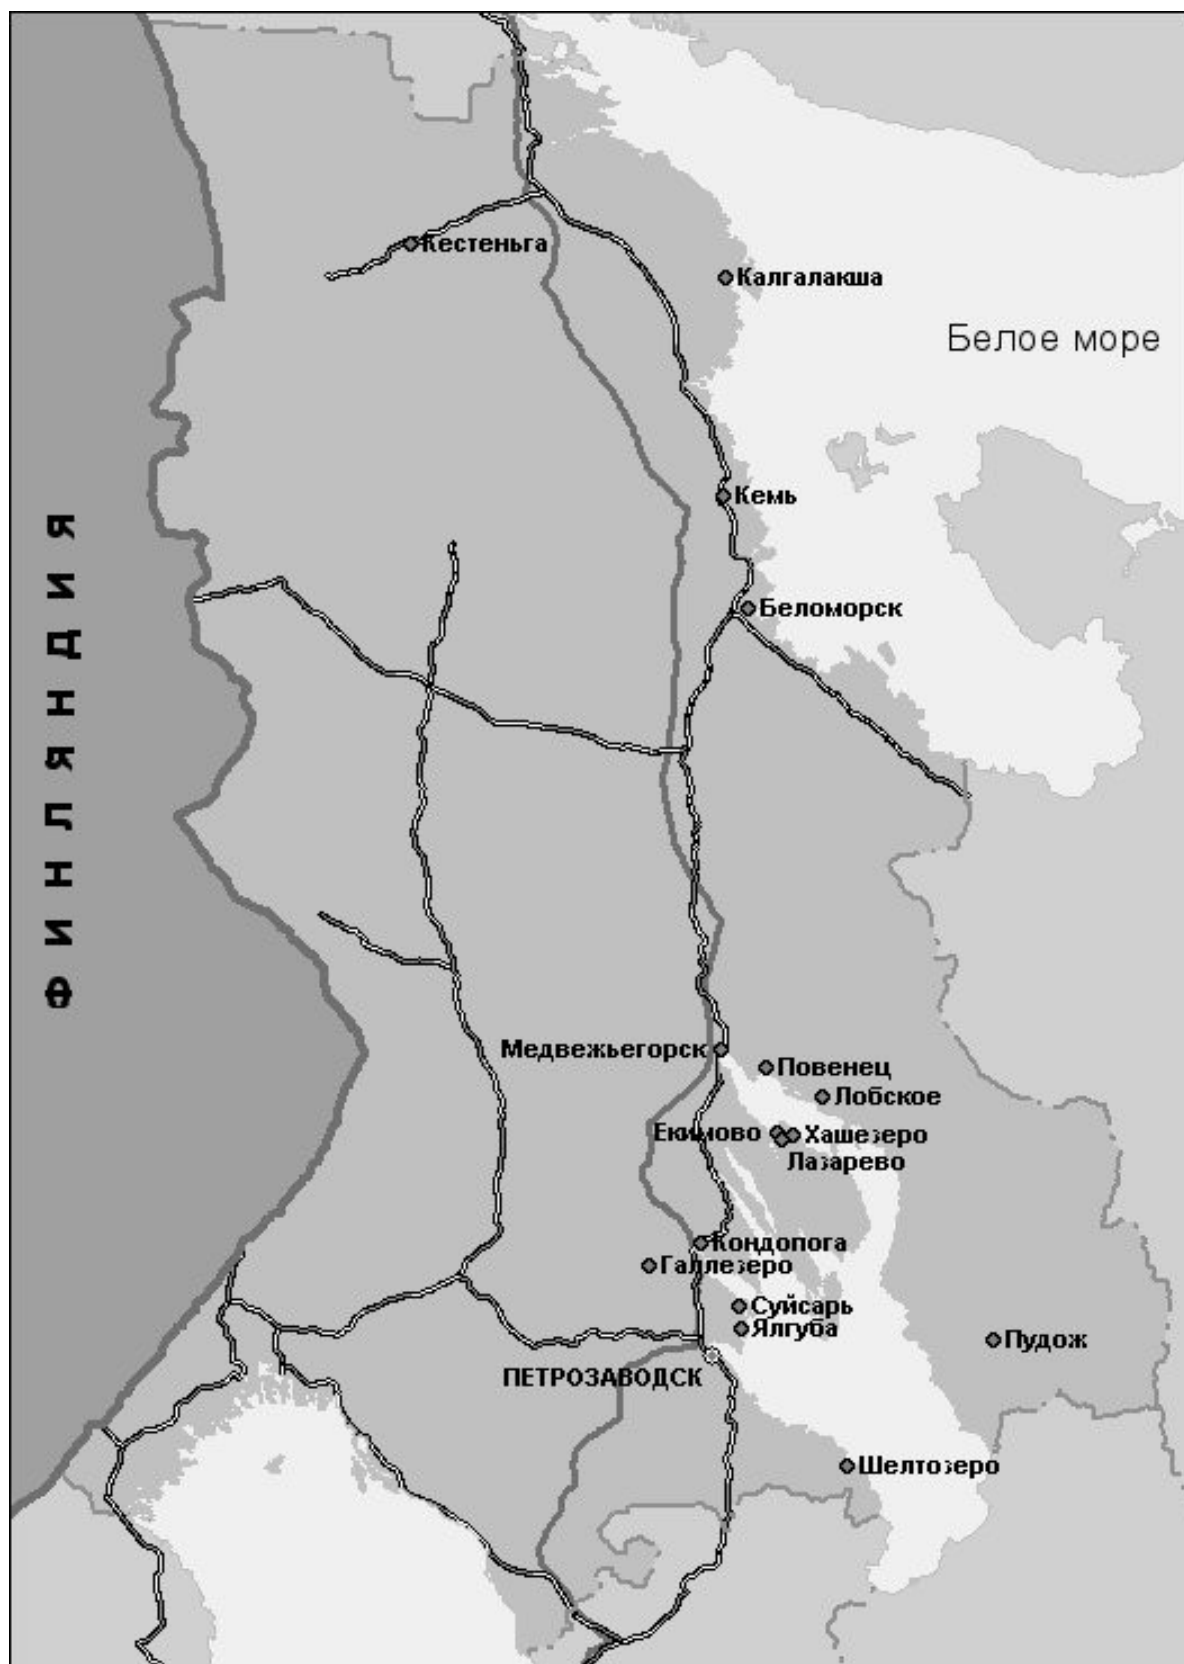 Кестеньга
Калгалакша
Белое море
Кемь
ФИНЛЯНДИЯ
Беломорск
Медвежьегорск
Повенец
Лобское
Екимово
Хашезеро
Лазарево
Кондопога
Галлезеро
Суйсарь
Ялгуба
Пудож
ПЕТРОЗАВОДСК
Шелтозеро